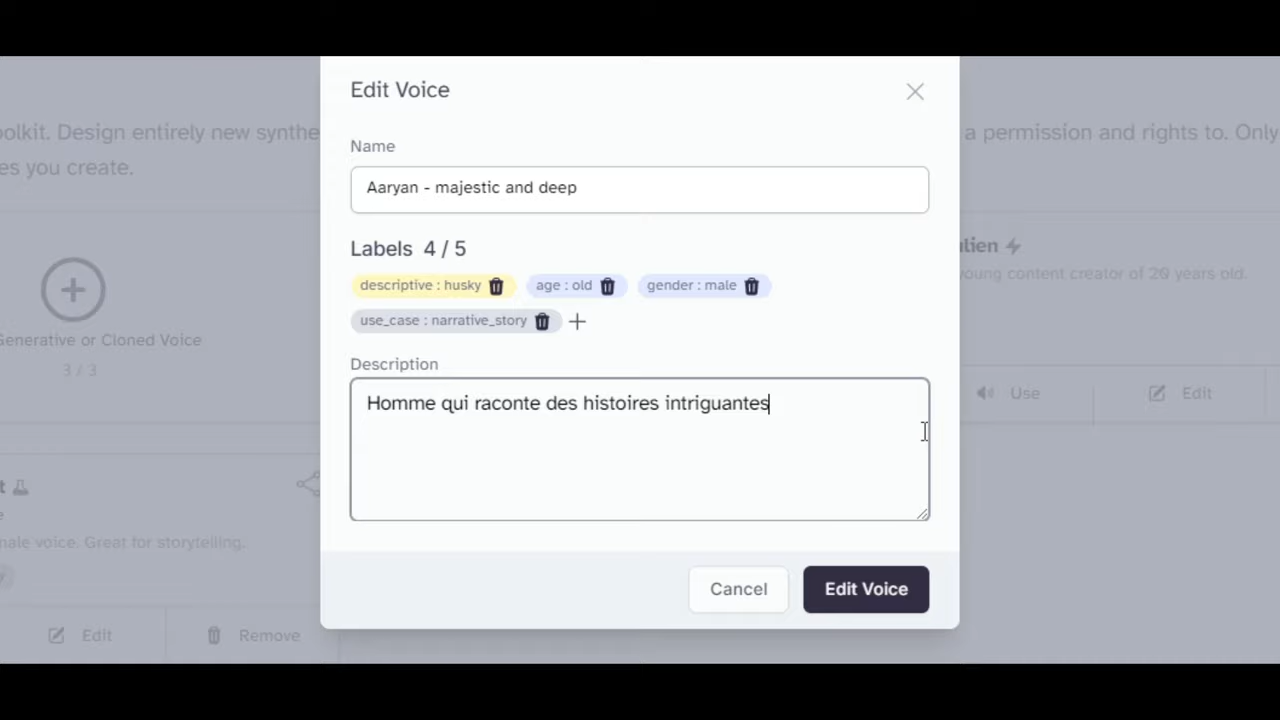 Edit Voice
oolkit. Design entirely new synthe
a permission and rights to. Only
es you create.
Name
Aaryan - majestic and deep
Labels 4 / 5
descriptive : husky
age : old
gender : male
use_case : narrative_story
Generative or Cloned Voice
3 / 3
ulien
young content creator of 20 years old.
Use
Edit
Description
Homme qui raconte des histoires intriguantes
t
e
male voice. Great for storytelling.
y
Edit
Remove
Cancel
Edit Voice